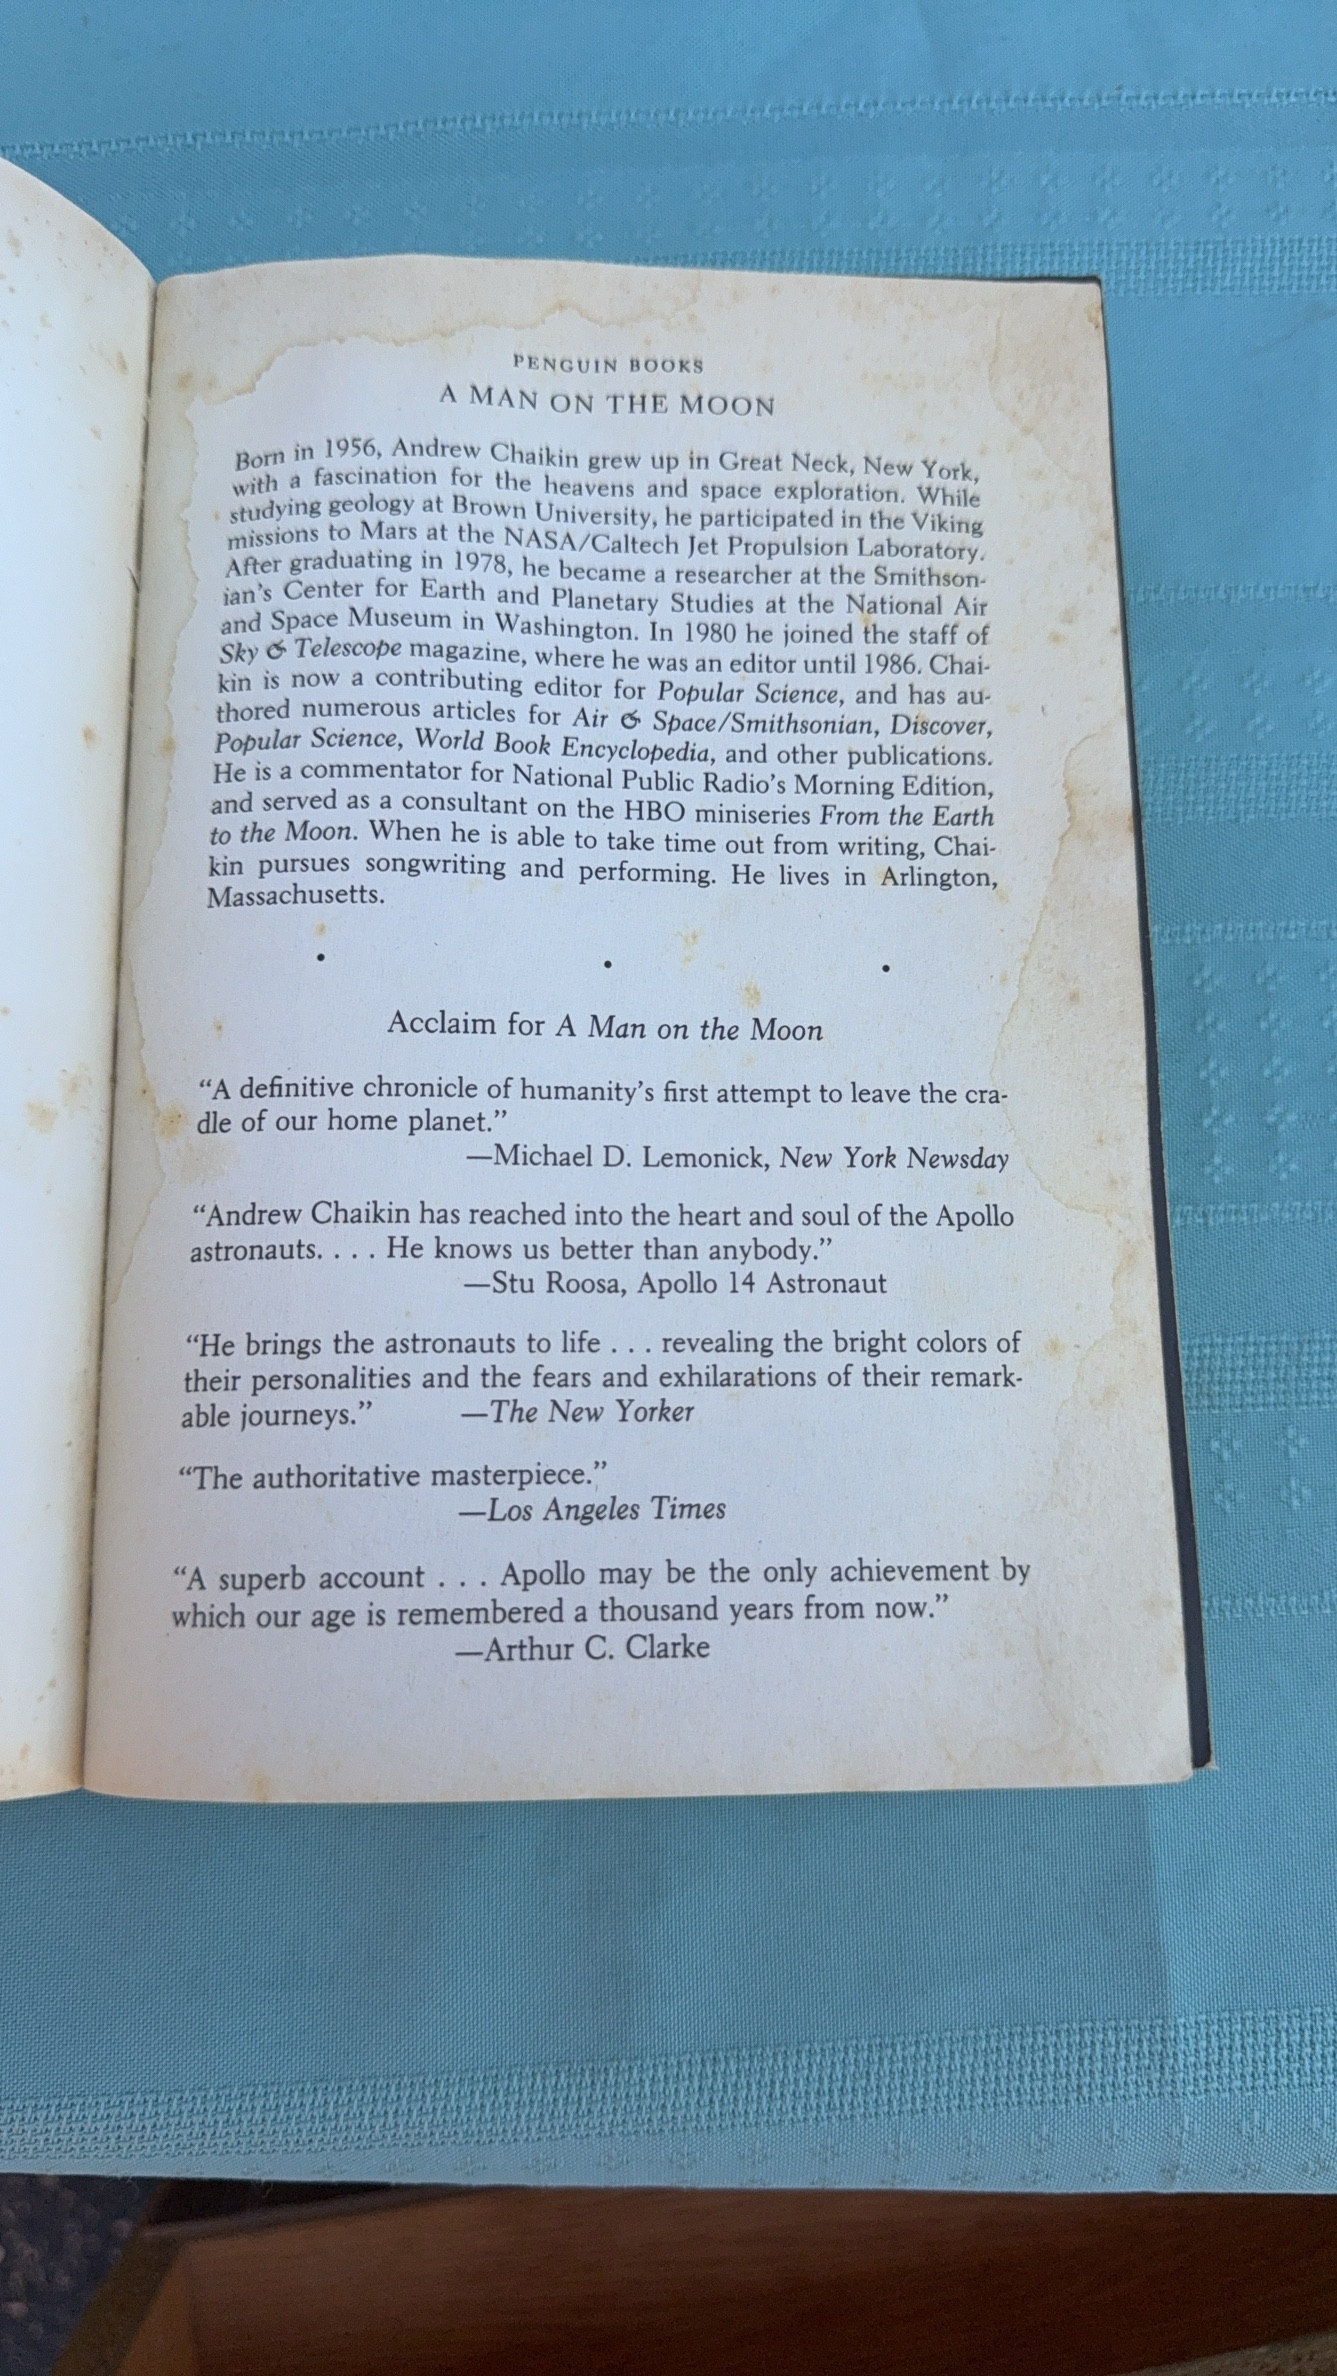 PENGUIN BOOKS
A MAN ON THE MOON
Born in 1956, Andrew Chaikin grew up in Great Neck, New York,
with a fascination for the heavens and space exploration. While
studying geology at Brown University, he participated in the Viking
missions to Mars at the NASA/Caltech Jet Propulsion Laboratory.
After graduating in 1978, he became a researcher at the Smithson-
ian's Center for Earth and Planetary Studies at the National Air
and Space Museum in Washington. In 1980 he joined the staff of
Sky & Telescope magazine, where he was an editor until 1986. Chai-
kin is now a contributing editor for Popular Science, and has au-
thored numerous articles for Air & Space/Smithsonian, Discover,
Popular Science, World Book Encyclopedia, and other publications.
He is a commentator for National Public Radio's Morning Edition,
and served as a consultant on the HBO miniseries From the Earth
to the Moon. When he is able to take time out from writing, Chai-
kin pursues songwriting and performing. He lives in Arlington,
Massachusetts.
• • •
Acclaim for A Man on the Moon
“A definitive chronicle of humanity's first attempt to leave the cra-
dle of our home planet.”
—Michael D. Lemonick, New York Newsday
“Andrew Chaikin has reached into the heart and soul of the Apollo
astronauts. . . . He knows us better than anybody.”
—Stu Roosa, Apollo 14 Astronaut
“He brings the astronauts to life . . . revealing the bright colors of
their personalities and the fears and exhilarations of their remark-
able journeys.” —The New Yorker
“The authoritative masterpiece.”
—Los Angeles Times
“A superb account . . . Apollo may be the only achievement by
which our age is remembered a thousand years from now.”
—Arthur C. Clarke